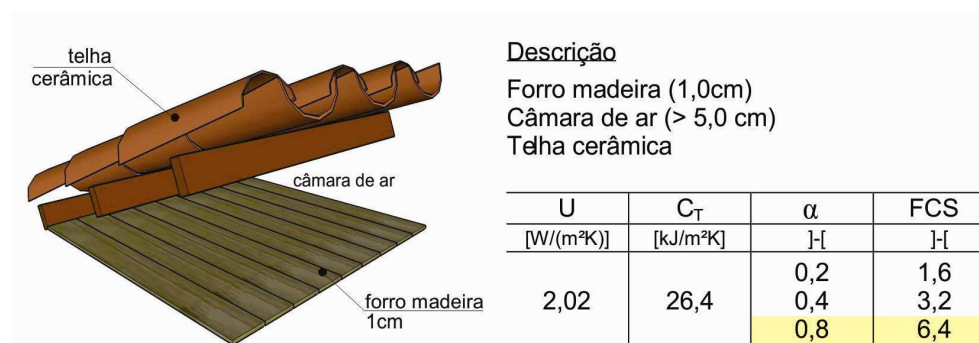 telha
cerâmica
câmara de ar
forro madeira
1cm
Descrição
Forro madeira (1,0cm)
Câmara de ar (> 5,0 cm)
Telha cerâmica
U CT α FCS
[W/(m²K)] [kJ/m²K] ]-[ ]-[
2,02 26,4
0,2 1,6
0,4 3,2
0,8 6,4